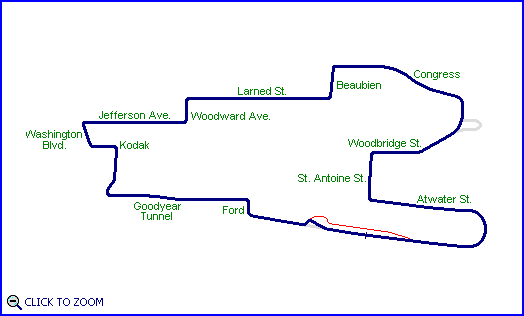 Congress
Beaubien
Larned St.
Jefferson Ave.
Woodward Ave.
Washington
Blvd.
Kodak
Woodbridge St.
St. Antoine St.
Atwater St.
Goodyear
Tunnel
Ford
CLICK TO ZOOM